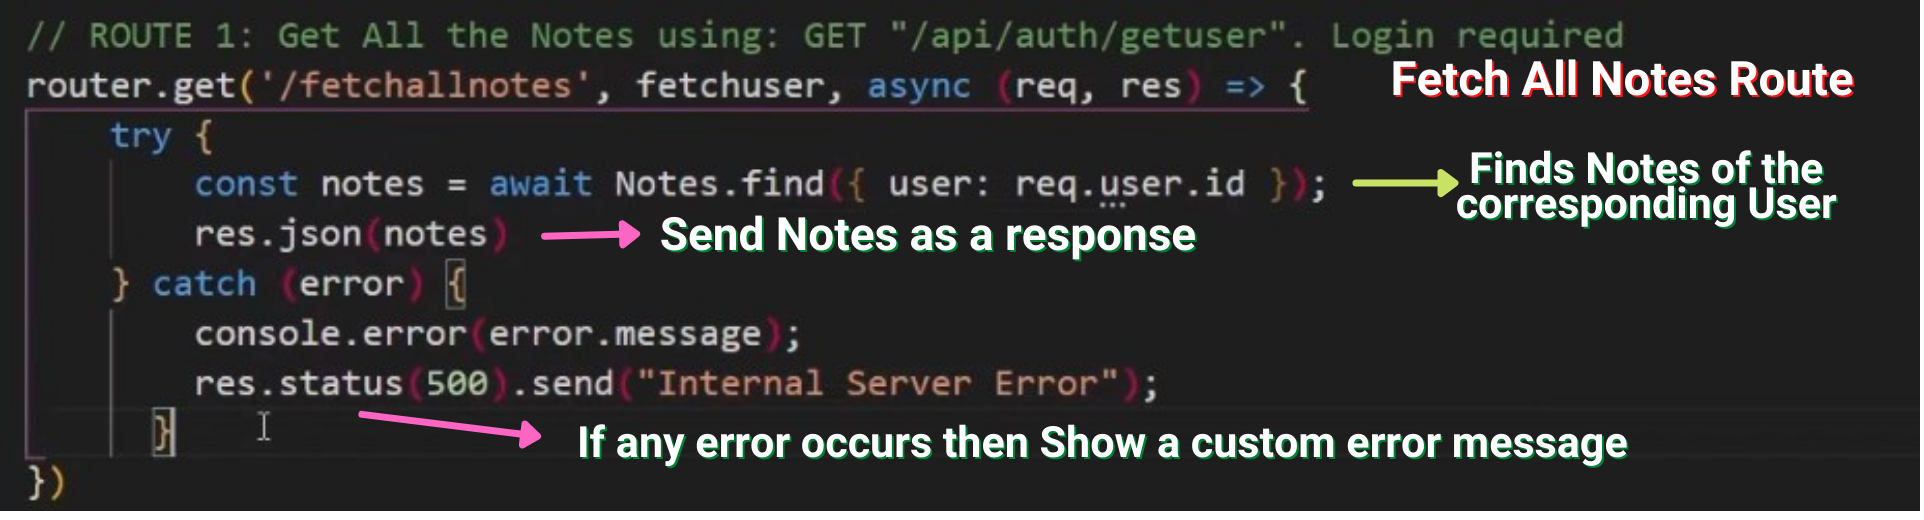 // ROUTE 1: Get All the Notes using: GET "/api/auth/getuser". Login required
router.get('/fetchallnotes', fetchuser, async (req, res) => {
Fetch All Notes Route
try {
const notes = await Notes.find({ user: req.user.id });
Finds Notes of the
corresponding User
res.json(notes)
Send Notes as a response
} catch (error) {
console.error(error.message);
res.status(500).send("Internal Server Error");
}
If any error occurs then Show a custom error message
})